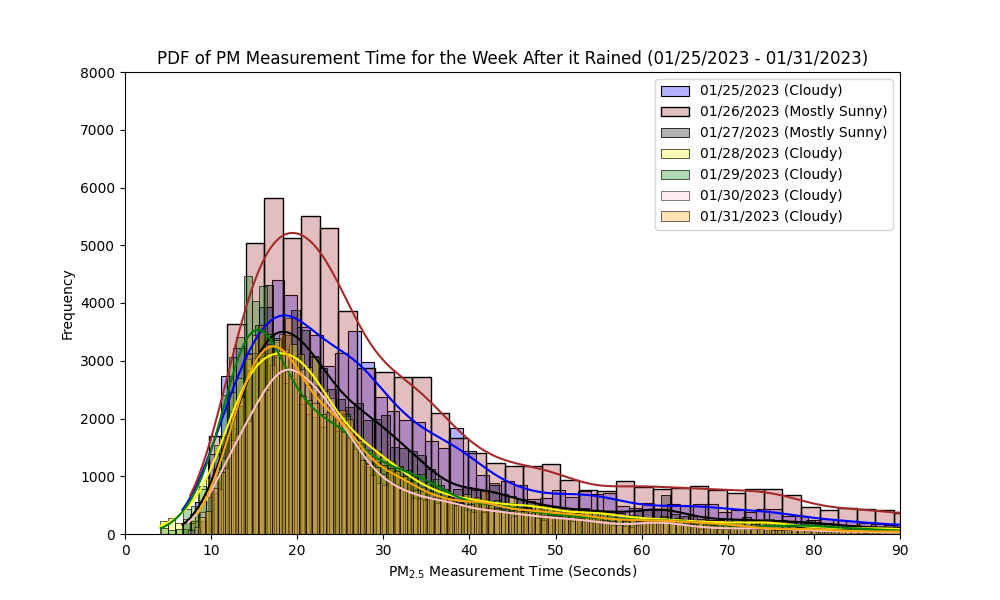 PDF of PM Measurement Time for the Week After it Rained (01/25/2023 - 01/31/2023)
8000
7000
6000
5000
4000
3000
2000
1000
0
Frequency
01/25/2023 (Cloudy)
01/26/2023 (Mostly Sunny)
01/27/2023 (Mostly Sunny)
01/28/2023 (Cloudy)
01/29/2023 (Cloudy)
01/30/2023 (Cloudy)
01/31/2023 (Cloudy)
0 10 20 30 40 50 60 70 80 90
PM2.5 Measurement Time (Seconds)